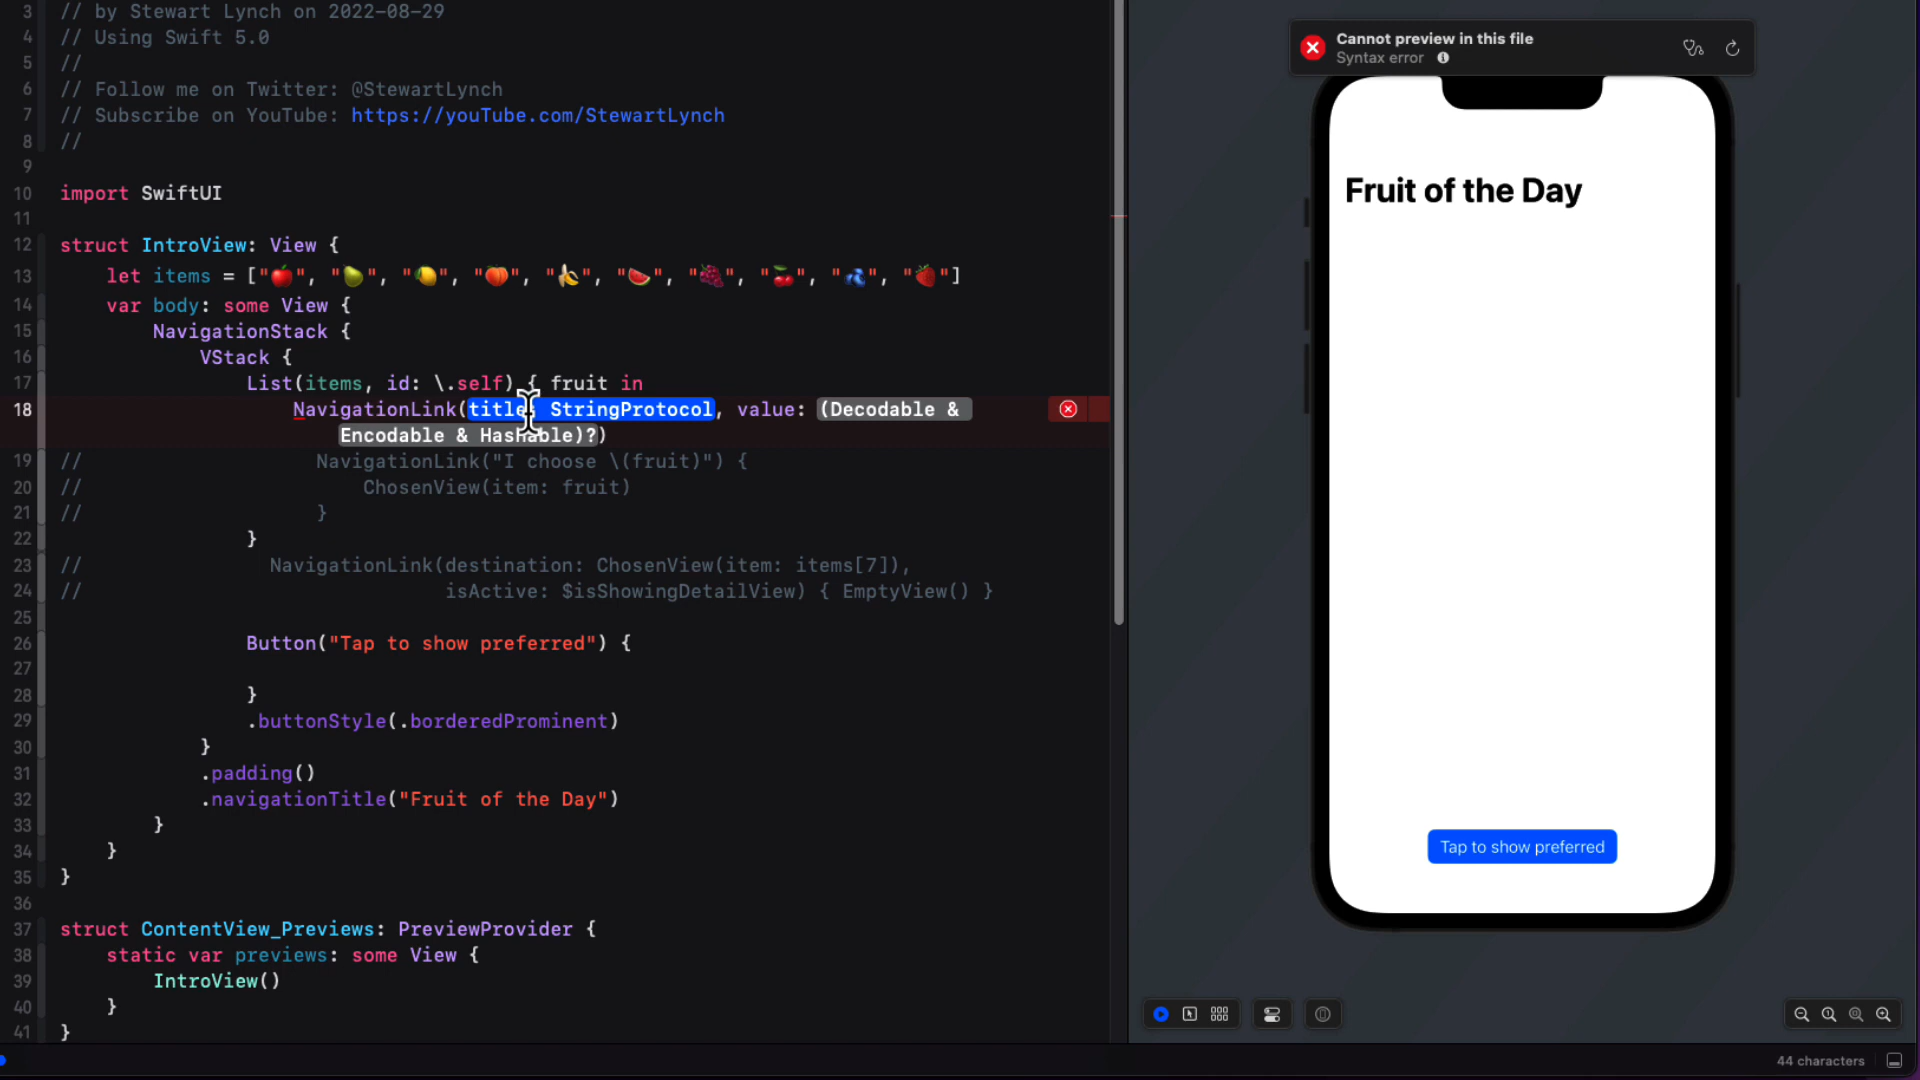 3 // by Stewart Lynch on 2022-08-29
4 // Using Swift 5.0
5 //
6 // Follow me on Twitter: @StewartLynch
7 // Subscribe on YouTube: https://youTube.com/StewartLynch
8 //
9
10 import SwiftUI
11
12 struct IntroView: View {
13 let items = ["🍎", "🍐", "🍋", "🍑", "🍌", "🍉", "🍇", "🍒", "🫐", "🍓"]
14 var body: some View {
15 NavigationStack {
16 VStack {
17 List(items, id: \.self) { fruit in
18 NavigationLink(title: StringProtocol, value: (Decodable &
Encodable & Hashable)?)
19 // NavigationLink("I choose \(fruit)") {
20 // ChosenView(item: fruit)
21 // }
22 }
23 // NavigationLink(destination: ChosenView(item: items[7]),
24 // isActive: $isShowingDetailView) { EmptyView() }
25
26 Button("Tap to show preferred") {
27
28 }
29 .buttonStyle(.borderedProminent)
30 }
31 .padding()
32 .navigationTitle("Fruit of the Day")
33 }
34 }
35 }
36
37 struct ContentView_Previews: PreviewProvider {
38 static var previews: some View {
39 IntroView()
40 }
41 }
Cannot preview in this file
Syntax error
Fruit of the Day
Tap to show preferred
44 characters